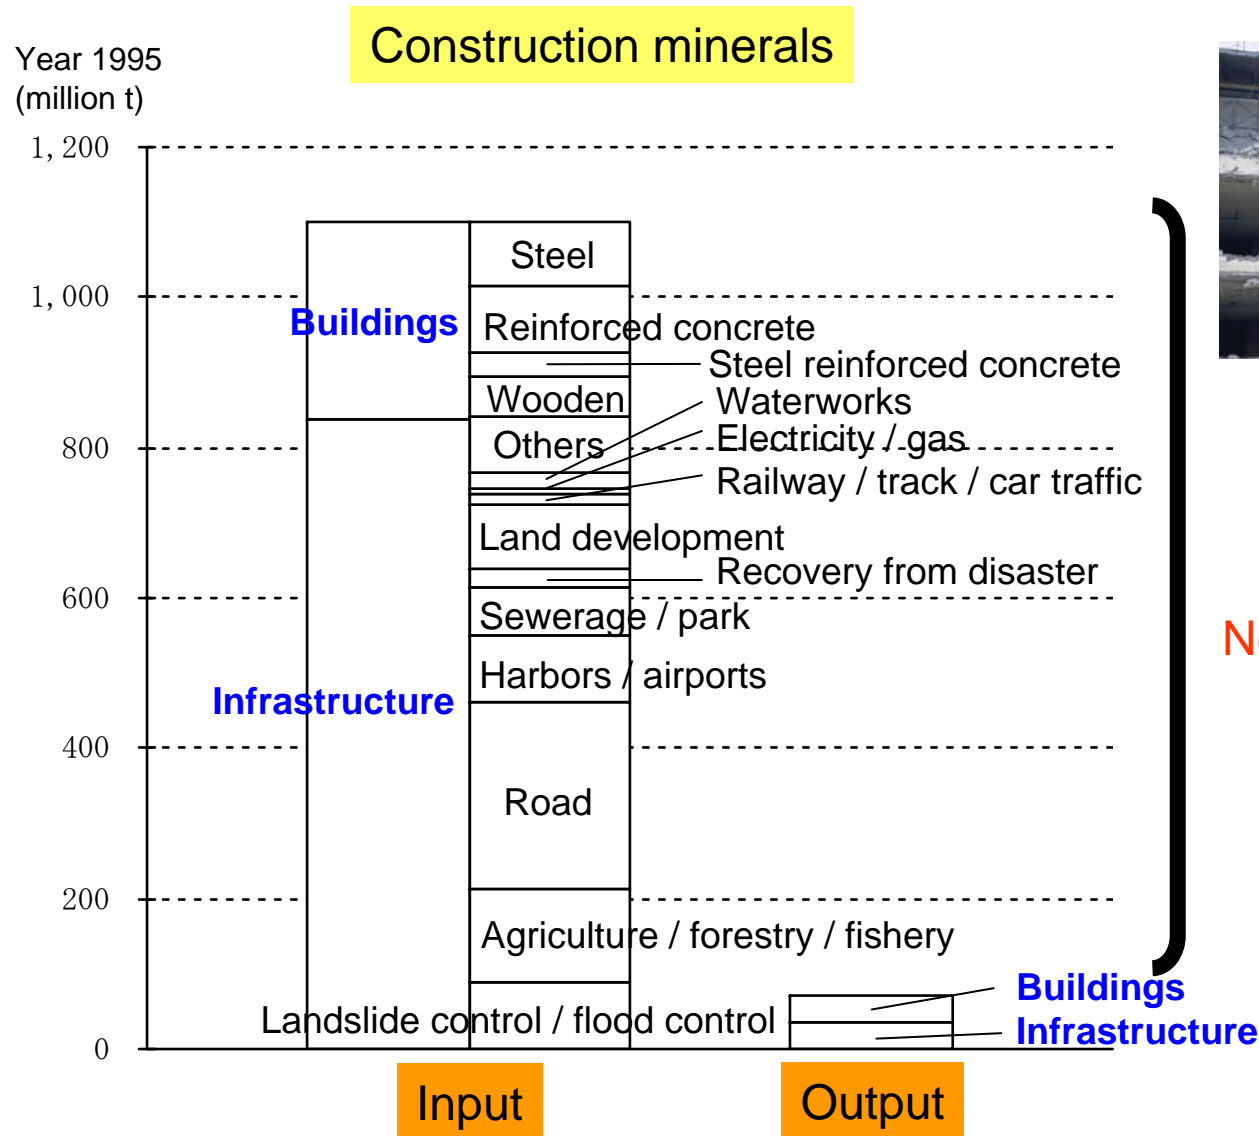 Construction minerals
Year 1995
(million t)
1,200
1,000
800
600
400
200
0
Steel
Buildings
Reinforced concrete
Steel reinforced concrete
Wooden
Waterworks
Others
Electricity / gas
Railway / track / car traffic
Land development
Recovery from disaster
Sewerage / park
Harbors / airports
Infrastructure
Road
Agriculture / forestry / fishery
Landslide control / flood control
Buildings
Infrastructure
Input
Output